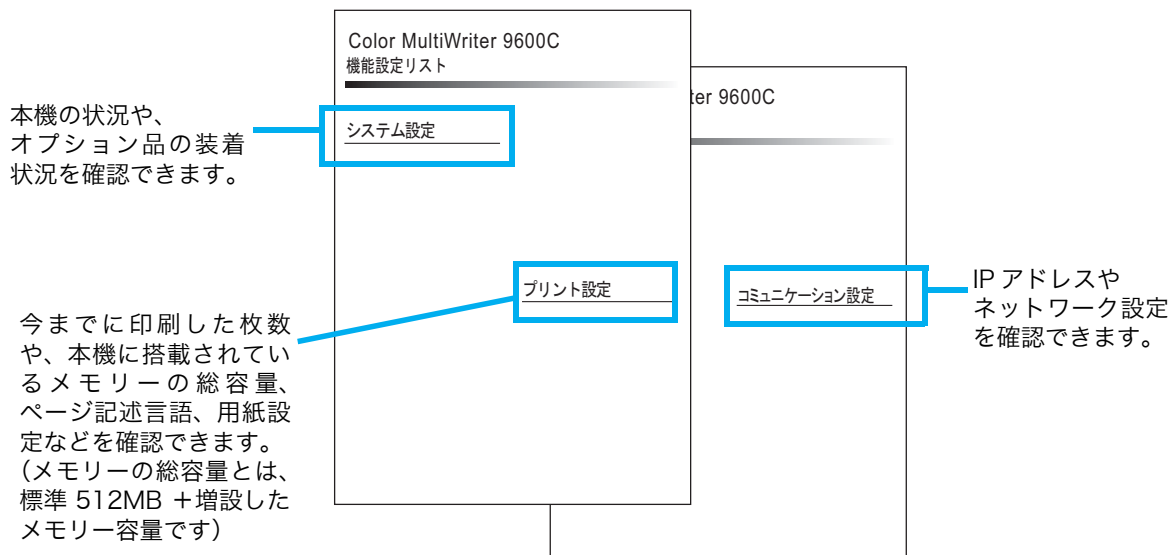 Color MultiWriter 9600C
機能設定リスト
ter 9600C
本機の状況や、
オプション品の装着
状況を確認できます。
システム設定
プリント設定
コミュニケーション設定
IP アドレスや
ネットワーク設定
を確認できます。
今までに印刷した枚数
や、本機に搭載されてい
るメモリーの総容量、
ページ記述言語、用紙設
定などを確認できます。
（メモリーの総容量とは、
標準 512MB ＋増設した
メモリー容量です）